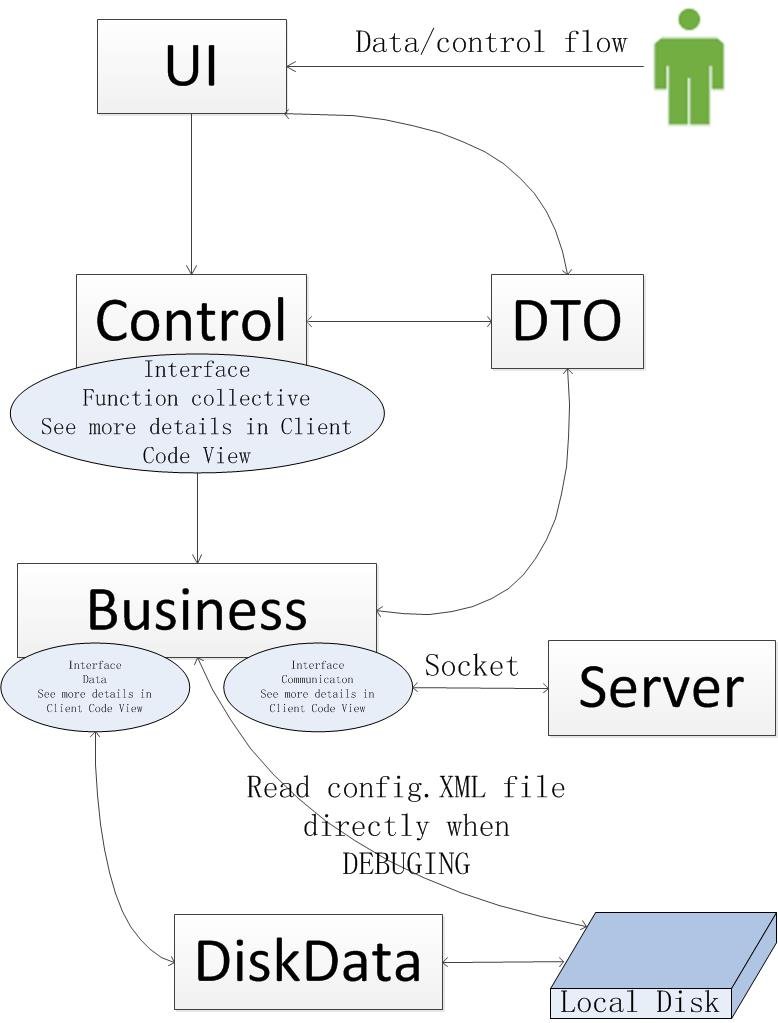 Data/control flow
UI
Control
DTO
Interface
Function collective
See more details in Client
Code View
Business
Interface
Data
See more details in
Client Code View
Interface
Communicaton
See more details in
Client Code View
Socket
Server
Read config.XML file
directly when
DEBUGING
DiskData
Local Disk